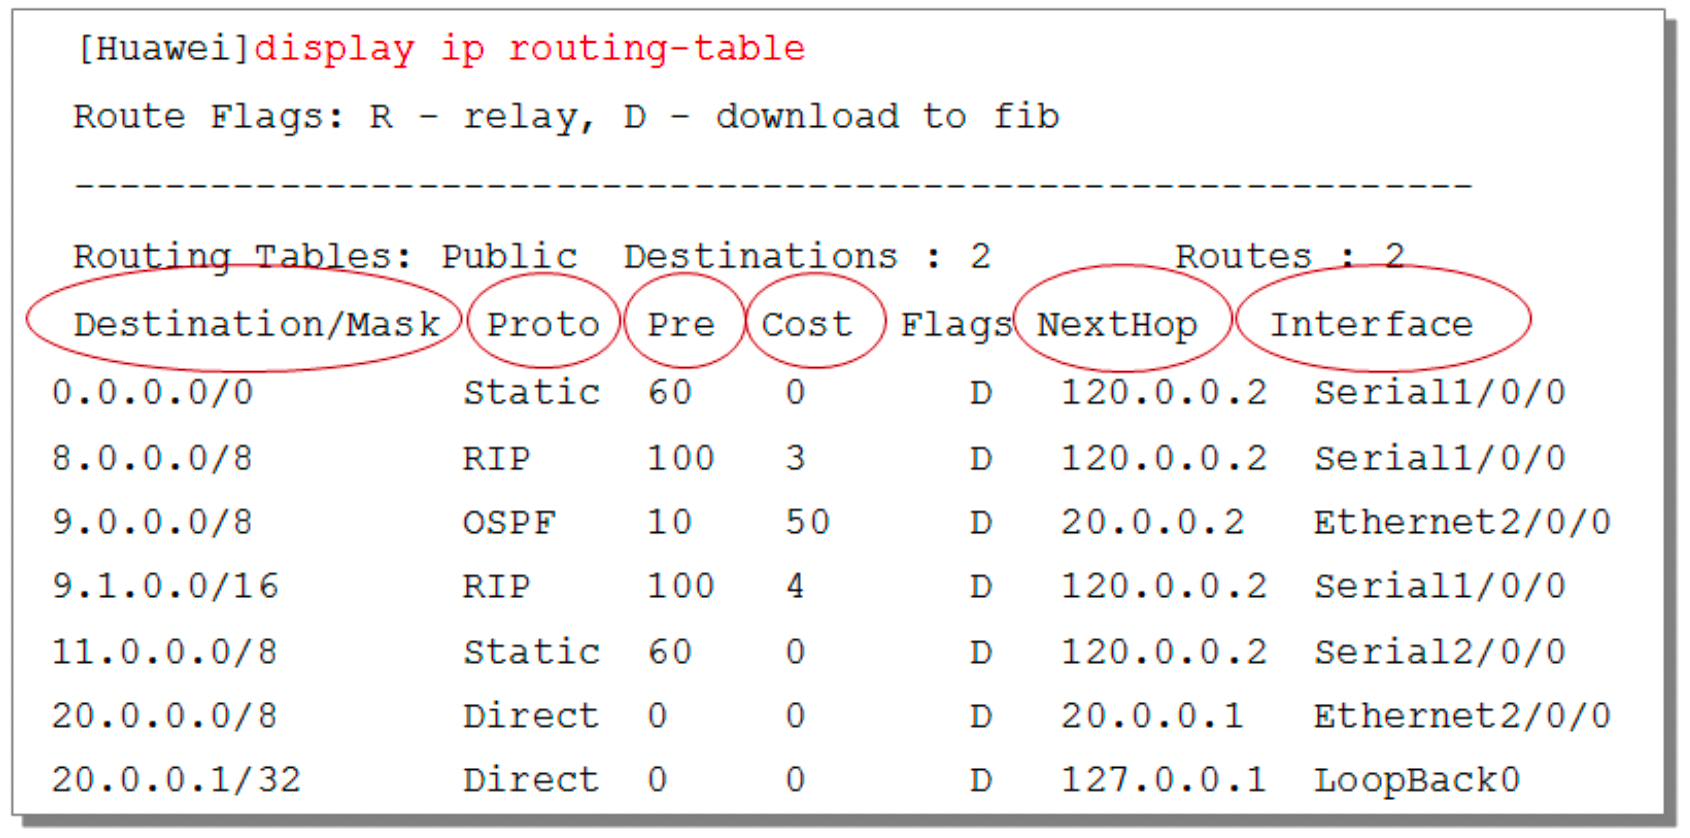 [Huawei]display ip routing-table
Route Flags: R - relay, D - download to fib
--------------------------------------------------------------
Routing Tables: Public  Destinations : 2        Routes : 2
Destination/Mask  Proto  Pre  Cost  Flags  NextHop  Interface
0.0.0.0/0  Static  60  0  D  120.0.0.2  Serial1/0/0
8.0.0.0/8  RIP  100  3  D  120.0.0.2  Serial1/0/0
9.0.0.0/8  OSPF  10  50  D  20.0.0.2  Ethernet2/0/0
9.1.0.0/16  RIP  100  4  D  120.0.0.2  Serial1/0/0
11.0.0.0/8  Static  60  0  D  120.0.0.2  Serial2/0/0
20.0.0.0/8  Direct  0  0  D  20.0.0.1  Ethernet2/0/0
20.0.0.1/32  Direct  0  0  D  127.0.0.1  LoopBack0